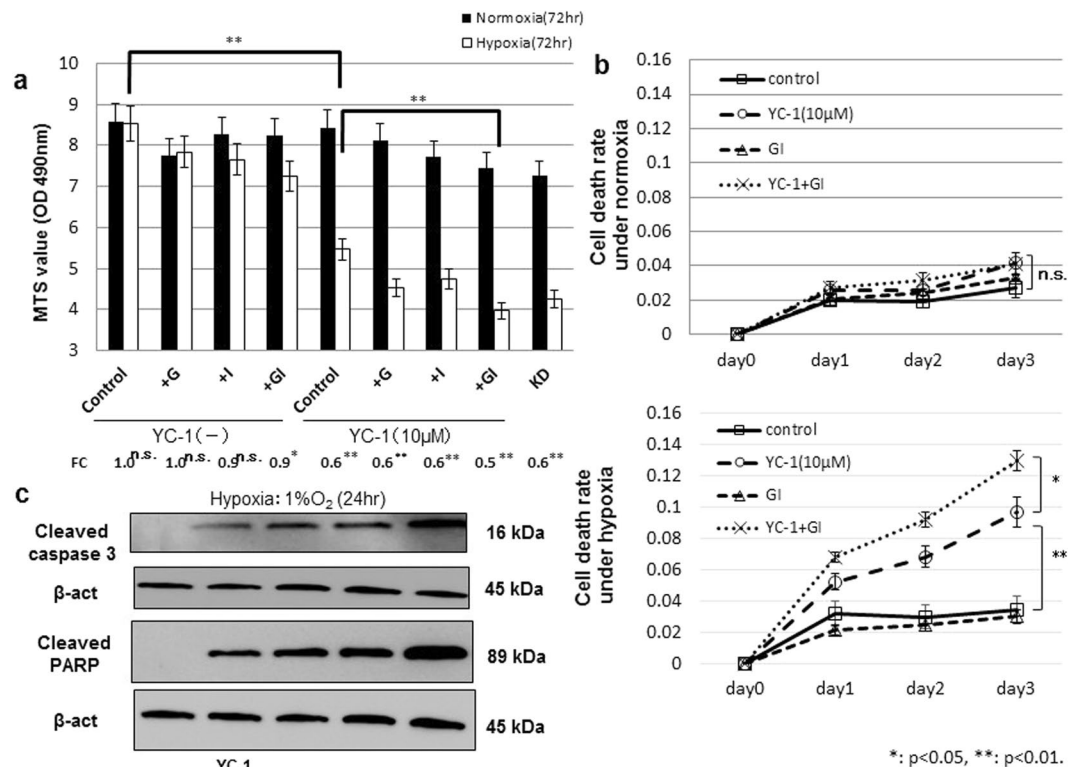 Normoxia(72hr)
Hypoxia(72hr)
a
**
**
10
9
8
7
6
5
4
3
MTS value (OD 490nm)
Control
+G
+I
+GI
Control
+G
+I
+GI
KD
YC-1(－)
YC-1(10μM)
FC 1.0n.s. 1.0n.s. 0.9n.s. 0.9* 0.6** 0.6** 0.6** 0.5** 0.6**
b
0.16
0.14
0.12
0.1
0.08
0.06
0.04
0.02
0
Cell death rate
under normoxia
control
YC-1(10μM)
GI
YC-1+GI
n.s.
day0 day1 day2 day3
0.16
0.14
0.12
0.1
0.08
0.06
0.04
0.02
0
Cell death rate
under hypoxia
control
YC-1(10μM)
GI
YC-1+GI
*
**
day0 day1 day2 day3
c
Hypoxia: 1%O₂ (24hr)
Cleaved
caspase 3
16 kDa
β-act
45 kDa
Cleaved
PARP
89 kDa
β-act
45 kDa
YC-1
*: p<0.05, **: p<0.01.